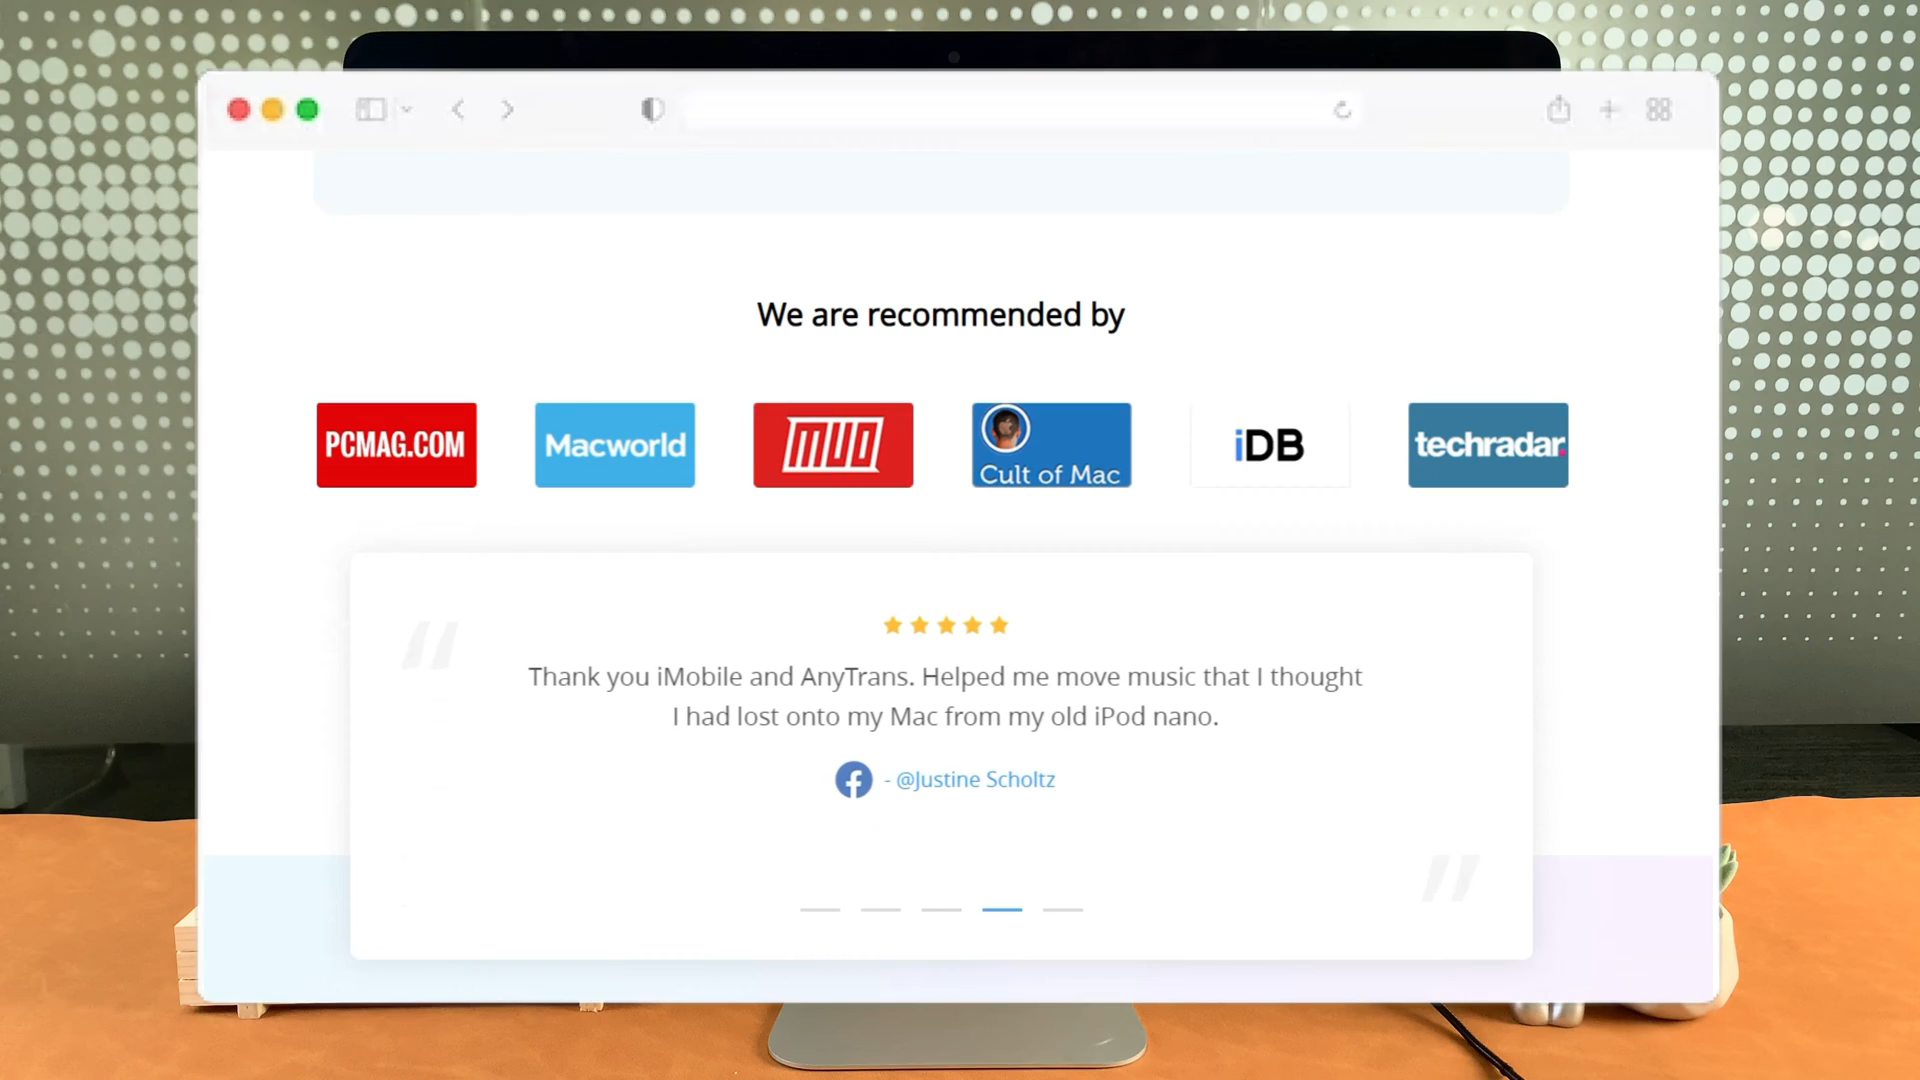 We are recommended by
PCMAG.COM
Macworld
MUO
Cult of Mac
iDB
techradar.
Thank you iMobile and AnyTrans. Helped me move music that I thought
I had lost onto my Mac from my old iPod nano.
- @Justine Scholtz